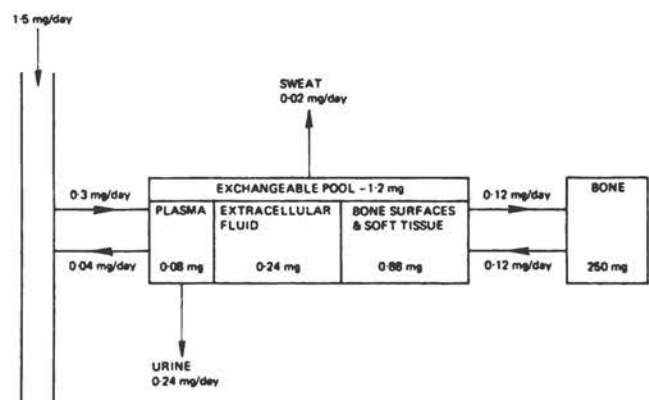 1·5 mg/day
SWEAT
0·02 mg/day
0·3 mg/day
EXCHANGEABLE POOL – 1·2 mg
0·12 mg/day
BONE
PLASMA
EXTRACELLULAR
FLUID
BONE SURFACES
& SOFT TISSUE
0·04 mg/day
0·08 mg
0·24 mg
0·88 mg
0·12 mg/day
250 mg
URINE
0·24 mg/day